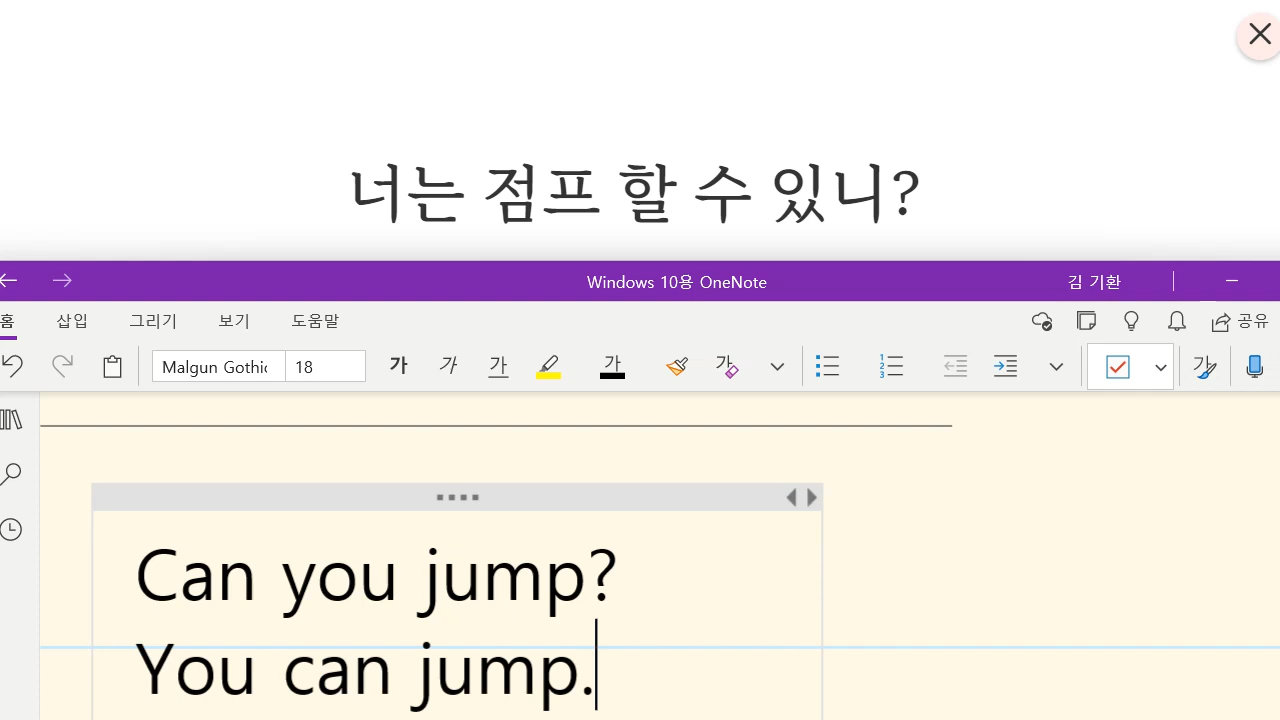 너는 점프 할 수 있니?
Windows 10용 OneNote
김 기환
홈 삽입 그리기 보기 도움말 공유
Malgun Gothic 18 가 가 가 가 가 가
Can you jump?
You can jump.